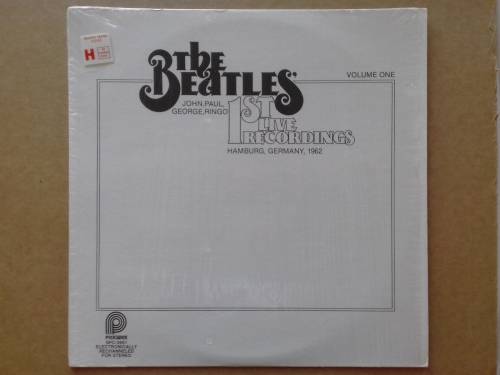 H
the
BEATLES'
VOLUME ONE
JOHN, PAUL,
GEORGE, RINGO
1ST
LIVE
RECORDINGS
HAMBURG, GERMANY, 1962
P
PICKWICK
ELECTRONICALLY
RECHANNELED
FOR STEREO